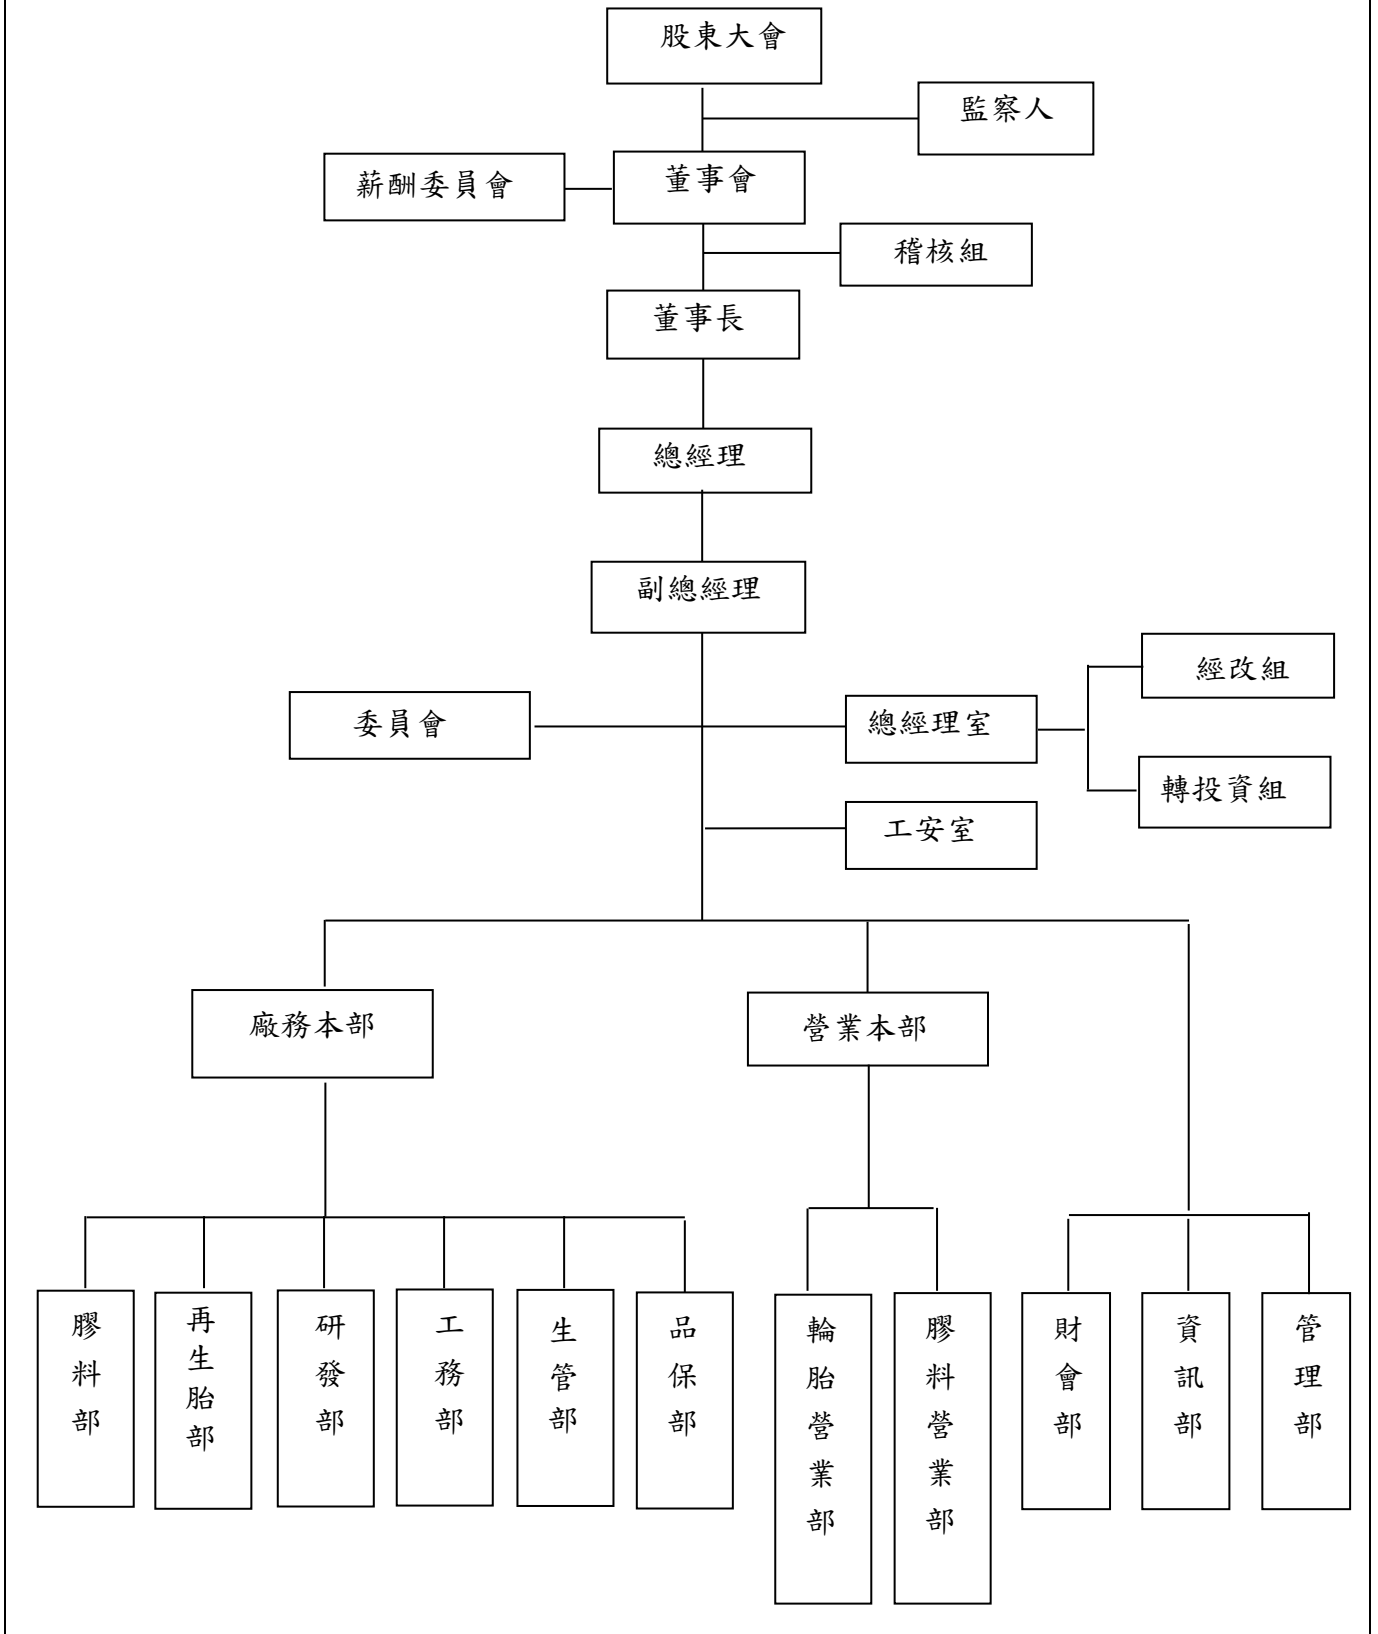 股東大會
監察人
薪酬委員會
董事會
稽核組
董事長
總經理
副總經理
經改組
委員會
總經理室
轉投資組
工安室
廠務本部
營業本部
膠料部
再生胎部
研發部
工務部
生管部
品保部
輪胎營業部
膠料營業部
財會部
資訊部
管理部